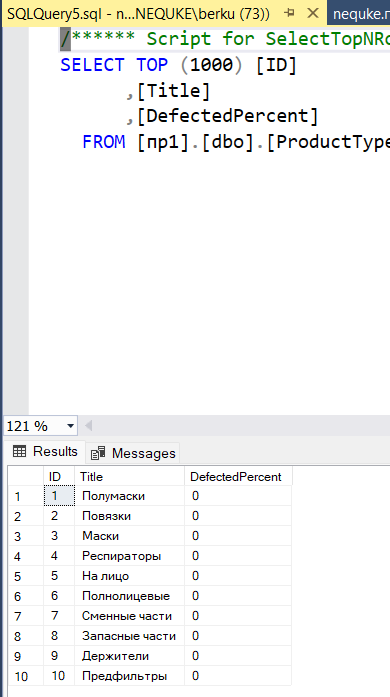 SQLQuery5.sql - n...NEQUKE\berku (73))
nequke.
/****** Script for SelectTopNRo
SELECT TOP (1000) [ID]
,[Title]
,[DefectedPercent]
FROM [пр1].[dbo].[ProductType
121 %
Results Messages
ID Title DefectedPercent
1 1 Полумаски 0
2 2 Повязки 0
3 3 Маски 0
4 4 Респираторы 0
5 5 На лицо 0
6 6 Полнолицевые 0
7 7 Сменные части 0
8 8 Запасные части 0
9 9 Держители 0
10 10 Предфильтры 0